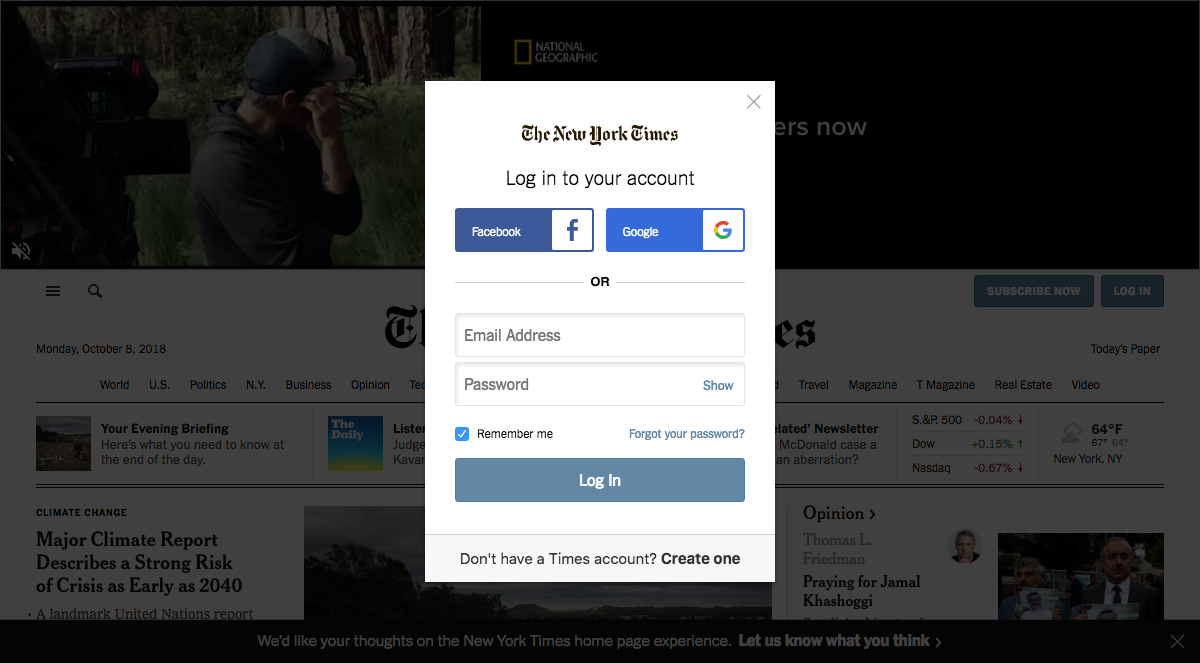 NATIONAL
GEOGRAPHIC
ers now
The New York Times
Log in to your account
Facebook
Google
OR
Email Address
Password
Show
Remember me
Forgot your password?
Log In
Don't have a Times account? Create one
SUBSCRIBE NOW
LOG IN
Monday, October 8, 2018
Today's Paper
World
U.S.
Politics
N.Y.
Business
Opinion
Tec
Travel
Magazine
T Magazine
Real Estate
Video
Your Evening Briefing
Here's what you need to know at
the end of the day.
The
Daily
Listen
Judge
Kavan
elated' Newsletter
McDonald case a
an aberration?
S.&P. 500 -0.04% ↓
Dow +0.15% ↑
Nasdaq -0.67% ↓
64°F
67° 64°
New York, NY
CLIMATE CHANGE
Major Climate Report
Describes a Strong Risk
of Crisis as Early as 2040
• A landmark United Nations report
Opinion >
Thomas L.
Friedman
Praying for Jamal
Khashoggi
We'd like your thoughts on the New York Times home page experience. Let us know what you think >